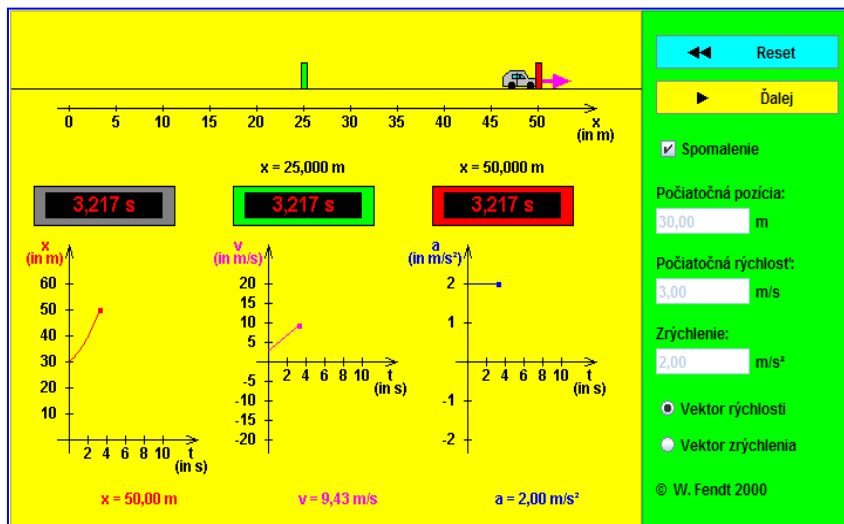 Reset
Ďalej
0 5 10 15 20 25 30 35 40 45 50 x
(in m)
Spomalenie
x = 25,000 m
x = 50,000 m
3,217 s
3,217 s
3,217 s
Počiatočná pozícia:
30,00 m
Počiatočná rýchlosť:
3,00 m/s
Zrýchlenie:
2,00 m/s²
Vektor rýchlosti
Vektor zrýchlenia
© W. Fendt 2000
x
(in m)
60
50
40
30
20
10
2 4 6 8 10 t
(in s)
v
(in m/s)
20
15
10
5
2 4 6 8 10 t
(in s)
-5
-10
-15
-20
a
(in m/s²)
2
1
2 4 6 8 10 t
(in s)
-1
-2
x = 50,00 m
v = 9,43 m/s
a = 2,00 m/s²